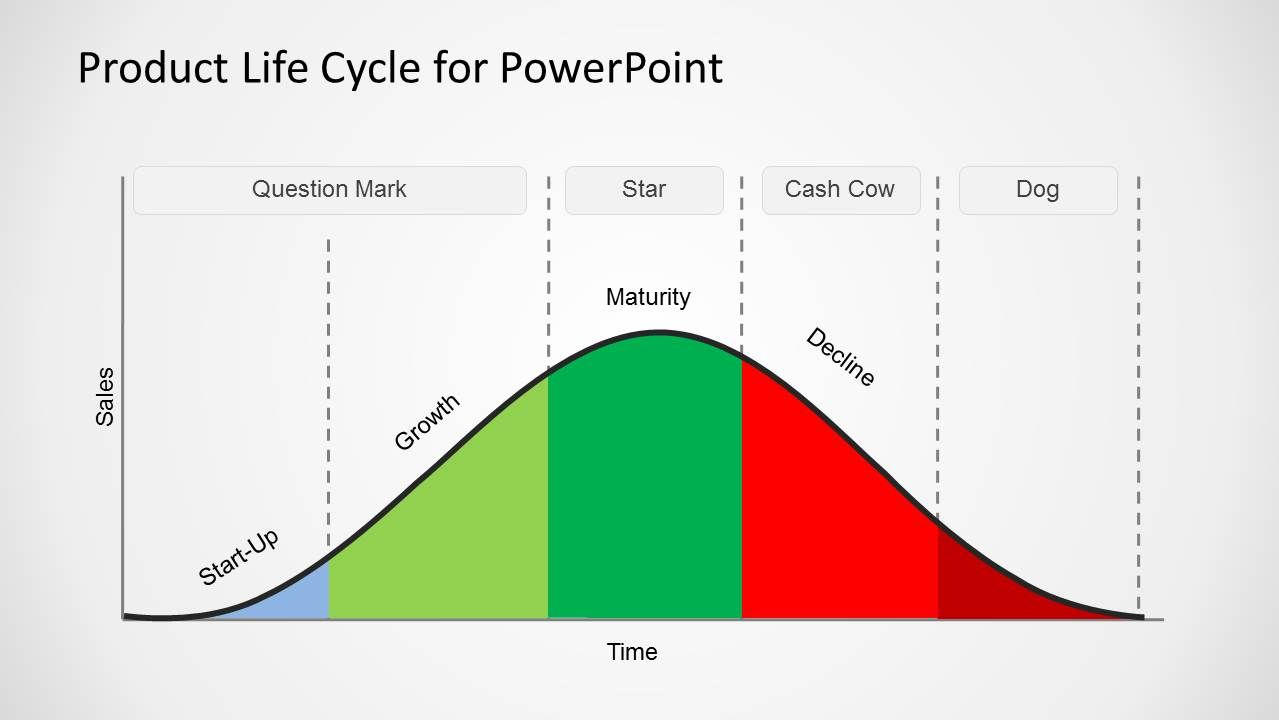 Product Life Cycle for PowerPoint
Question Mark
Star
Cash Cow
Dog
Maturity
Decline
Sales
Growth
Start-Up
Time